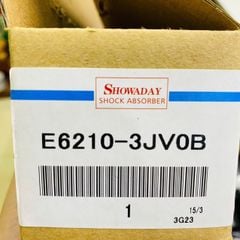 SHOWADAY
SHOCK ABSORBER
E6210-3JV0B
1
15/3
3G23